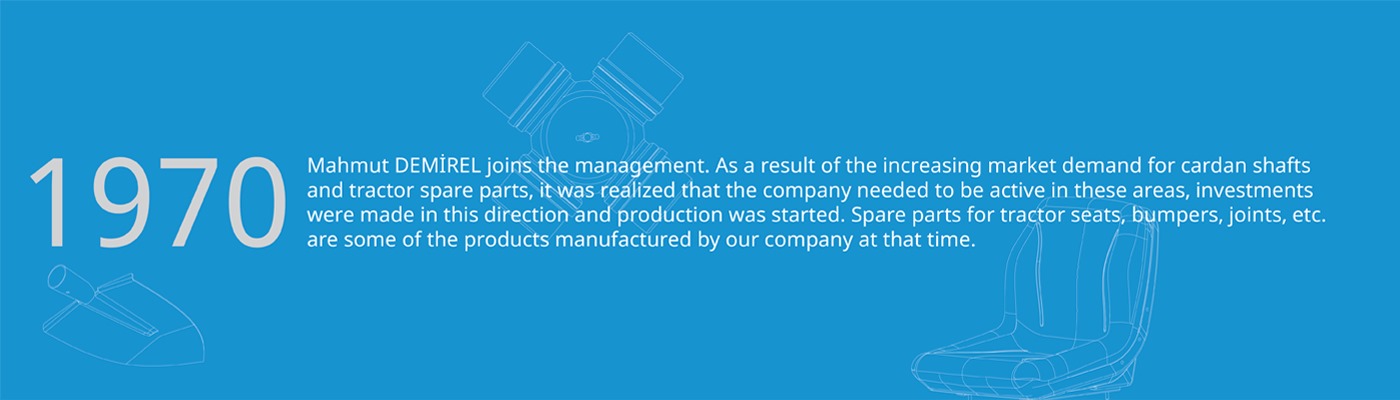 1970
Mahmut DEMİREL joins the management. As a result of the increasing market demand for cardan shafts
and tractor spare parts, it was realized that the company needed to be active in these areas, investments
were made in this direction and production was started. Spare parts for tractor seats, bumpers, joints, etc.
are some of the products manufactured by our company at that time.